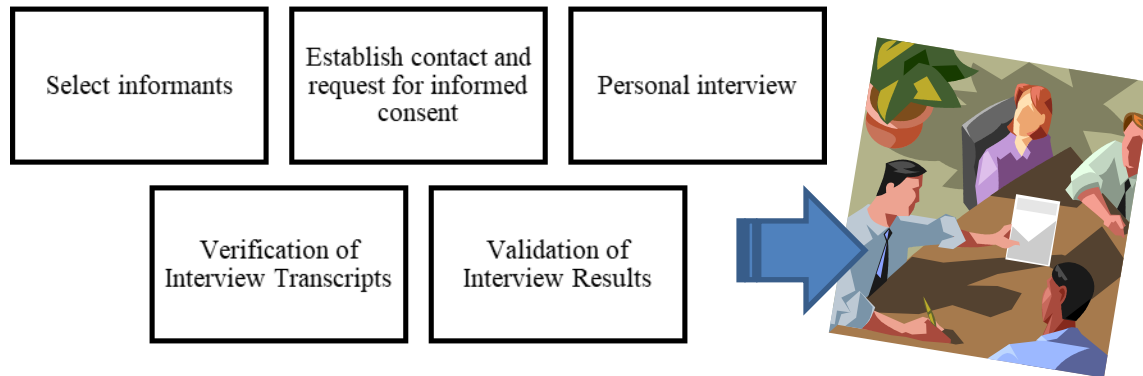 Select informants
Establish contact and
request for informed
consent
Personal interview
Verification of
Interview Transcripts
Validation of
Interview Results